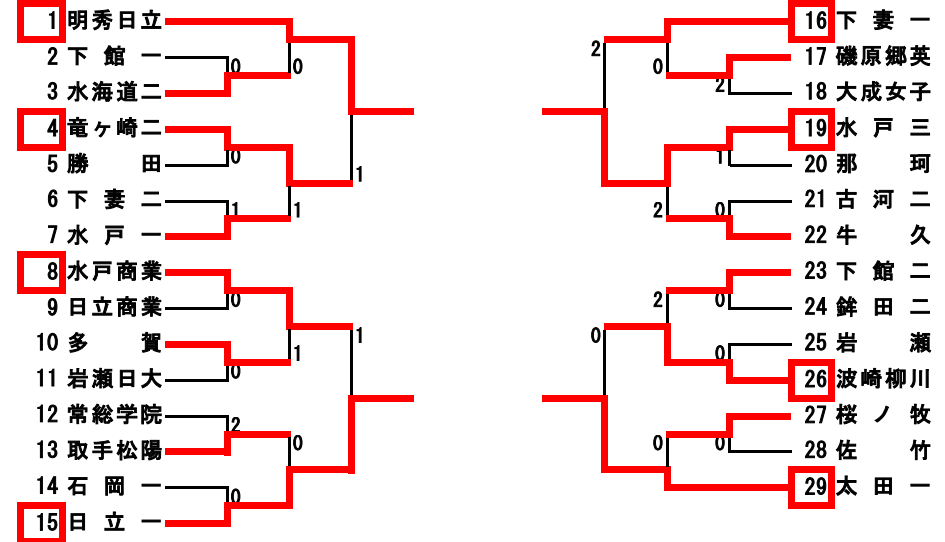 1 明秀日立
2 下館一
0
0
3 水海道二
4 竜ヶ崎二
0
5 勝田
1
6 下妻二
1
1
7 水戸一
8 水戸商業
0
9 日立商業
1
10 多賀
1
0
11 岩瀬日大
12 常総学院
2
0
13 取手松陽
14 石岡一
0
15 日立一
16 下妻一
2
0
17 磯原郷英
2
18 大成女子
19 水戸三
1
20 那珂
21 古河二
2
0
22 牛久
23 下館二
2
0
24 鉾田二
0
25 岩瀬
0
26 波崎柳川
27 桜ノ牧
0
0
28 佐竹
29 太田一